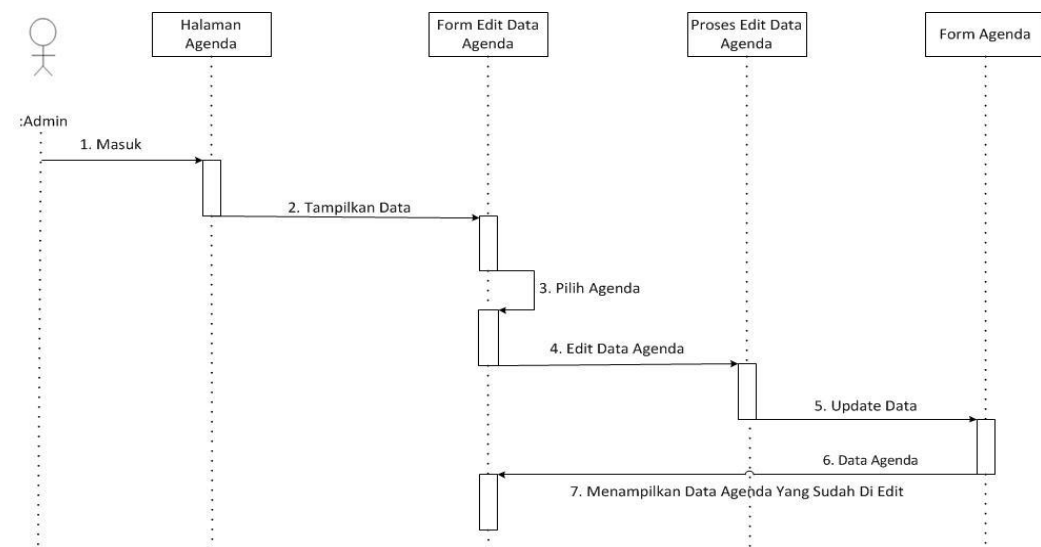 Halaman
Agenda
Form Edit Data
Agenda
Proses Edit Data
Agenda
Form Agenda
:Admin
1. Masuk
2. Tampilkan Data
3. Pilih Agenda
4. Edit Data Agenda
5. Update Data
6. Data Agenda
7. Menampilkan Data Agenda Yang Sudah Di Edit